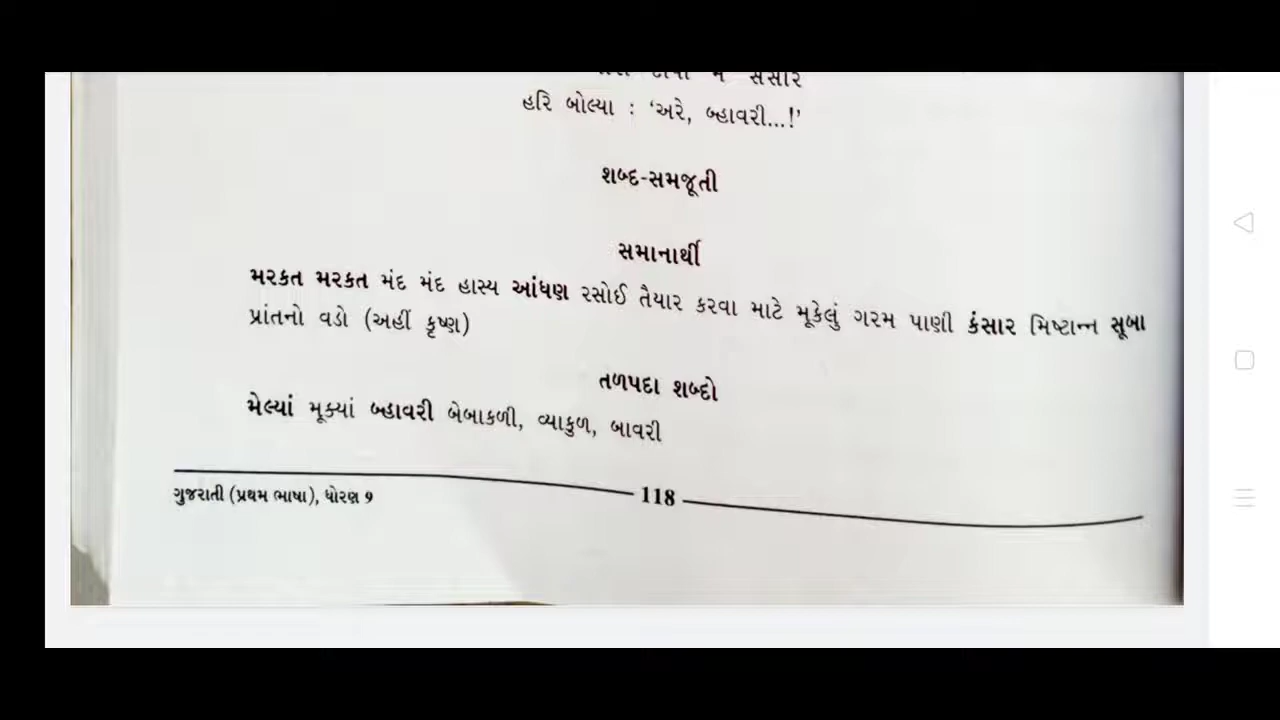 સંસાર
હરિ બોલ્યા : ‘અરે, બ્હાવરી...!’
શબ્દ-સમજૂતી
સમાનાર્થી
મરકત મરકત મંદ મંદ હાસ્ય આંધણ રસોઈ તૈયાર કરવા માટે મૂકેલું ગરમ પાણી કંસાર મિષ્ટાન્ન સૂબા
પ્રાંતનો વડો (અહીં કૃષ્ણ)
તળપદા શબ્દો
મેલ્યાં મૂક્યાં બ્હાવરી બેબાકળી, વ્યાકુળ, બાવરી
ગુજરાતી (પ્રથમ ભાષા), ધોરણ 9
118